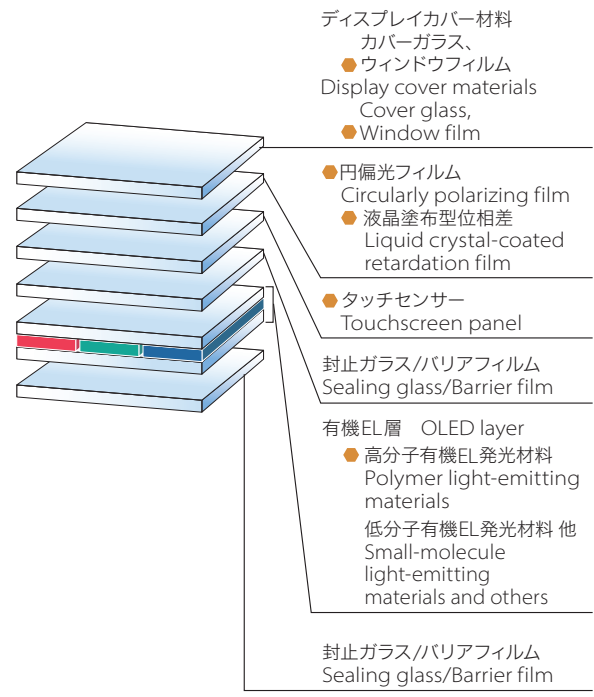 ディスプレイカバー材料
カバーガラス、
ウィンドウフィルム
Display cover materials
Cover glass,
Window film
円偏光フィルム
Circularly polarizing film
液晶塗布型位相差
Liquid crystal-coated
retardation film
タッチセンサー
Touchscreen panel
封止ガラス/バリアフィルム
Sealing glass/Barrier film
有機EL層 OLED layer
高分子有機EL発光材料
Polymer light-emitting
materials
低分子有機EL発光材料 他
Small-molecule
light-emitting
materials and others
封止ガラス/バリアフィルム
Sealing glass/Barrier film